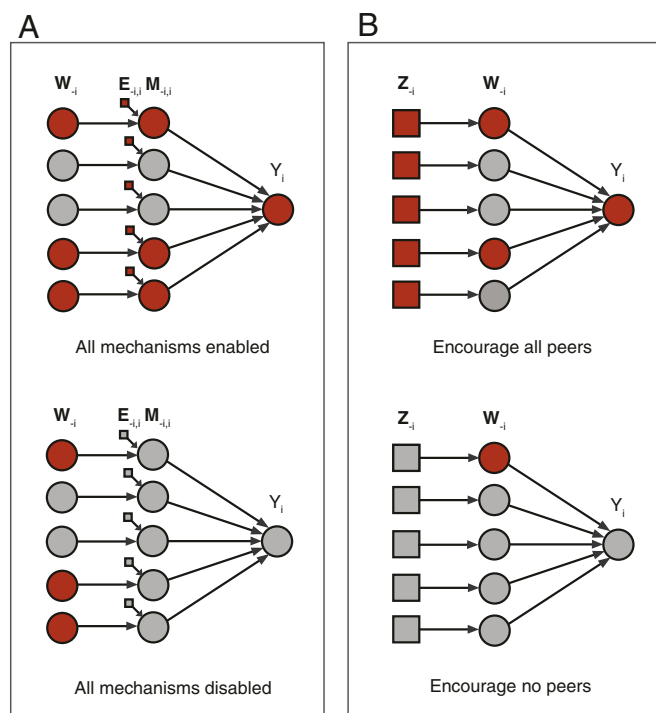 A
W-i E-i,i M-i,i
Yi
All mechanisms enabled
W-i E-i,i M-i,i
Yi
All mechanisms disabled
B
Z-i W-i
Yi
Encourage all peers
Z-i W-i
Yi
Encourage no peers